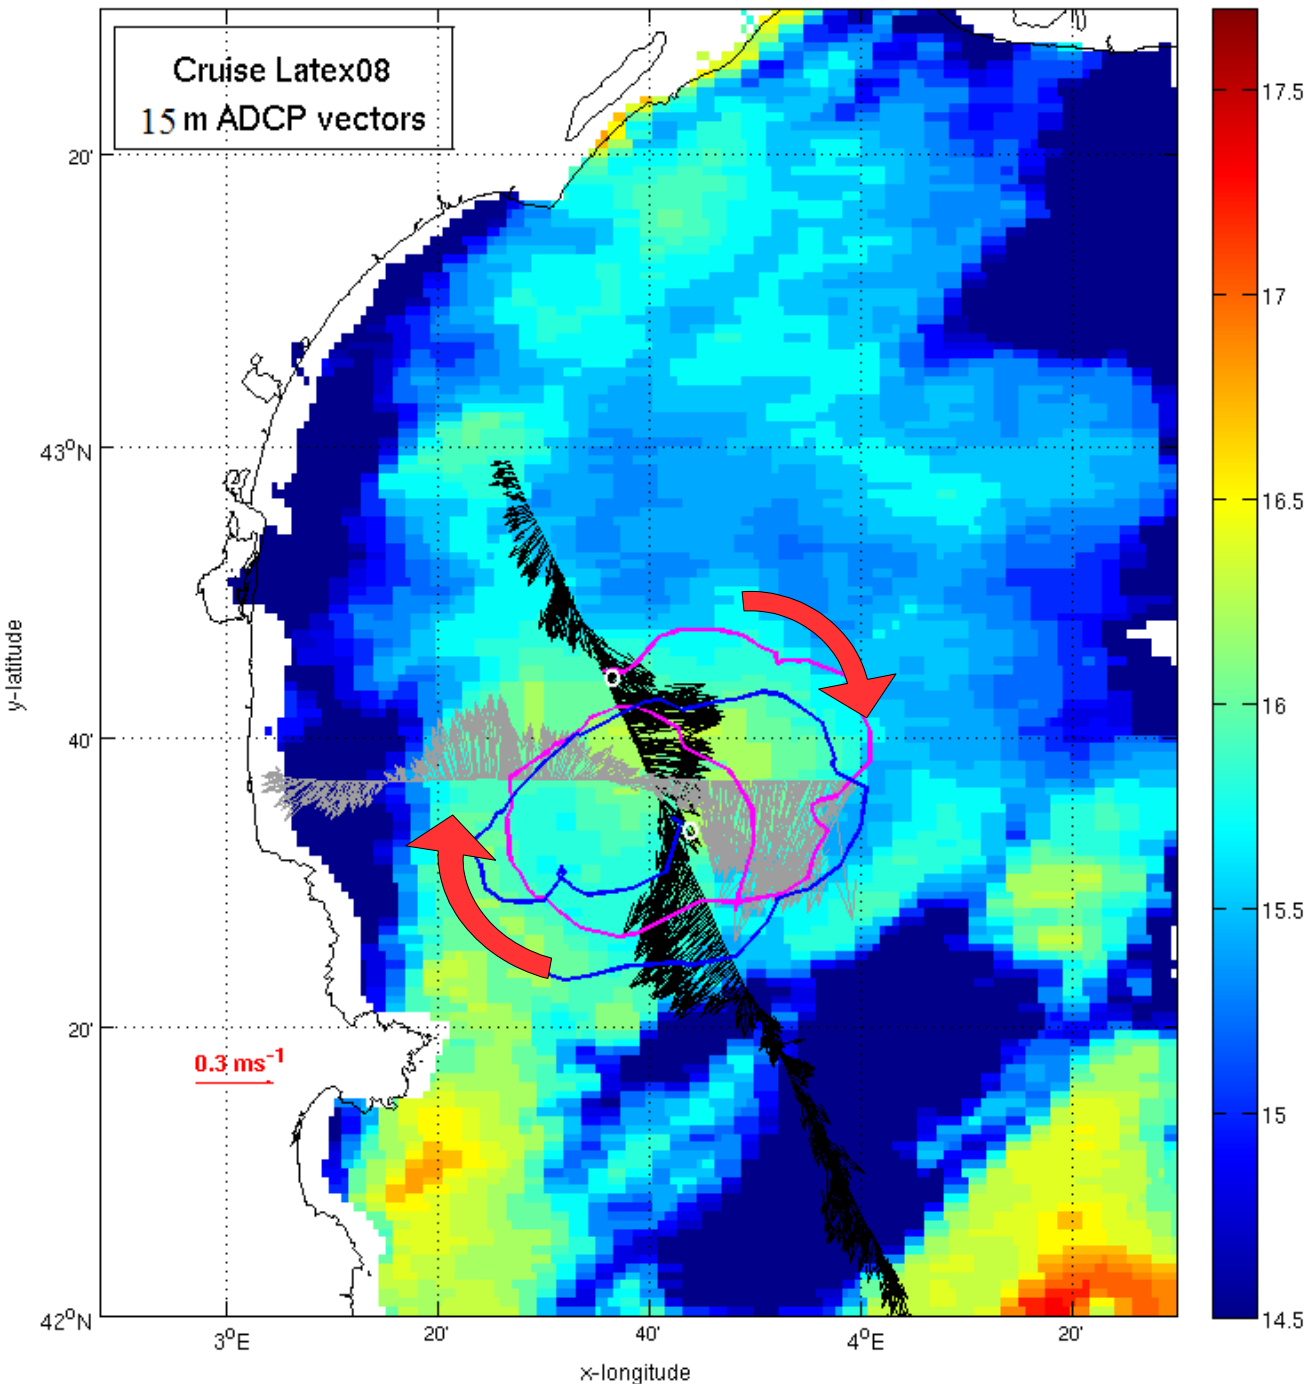 Cruise Latex08
15 m ADCP vectors
17.5
17
16.5
16
15.5
15
14.5
20'
43°N
40'
20'
42°N
y-latitude
0.3 ms⁻¹
3°E
20'
40'
4°E
20'
x-longitude